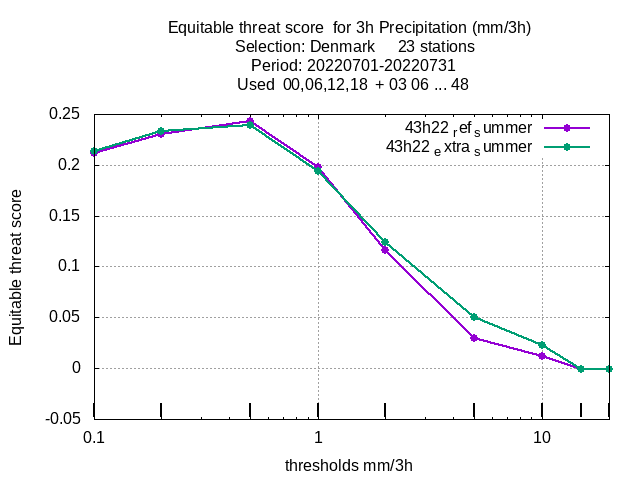 Equitable threat score for 3h Precipitation (mm/3h)
Selection: Denmark 23 stations
Period: 20220701-20220731
Used 00,06,12,18 + 03 06 ... 48
43h22 ref summer
43h22 extra summer
0.25
0.2
0.15
0.1
0.05
0
-0.05
Equitable threat score
0.1 1 10
thresholds mm/3h